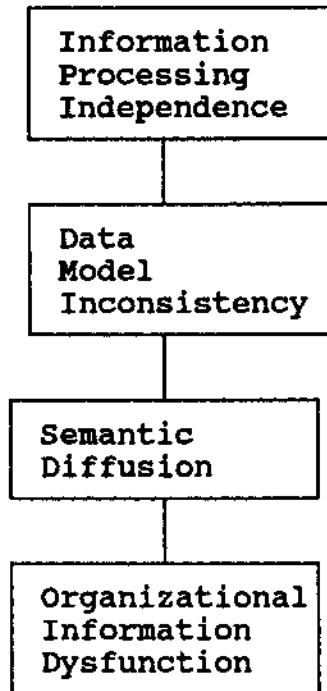 Information
Processing
Independence
Data
Model
Inconsistency
Semantic
Diffusion
Organizational
Information
Dysfunction